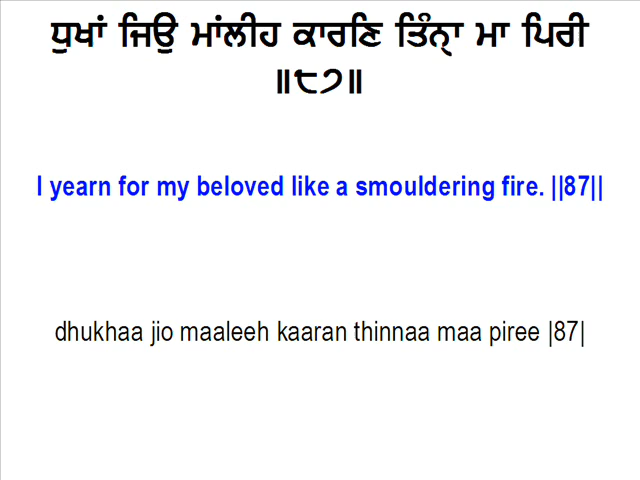 ਧੁਖਾਂ ਜਿਉ ਮਾਂਲੀਹ ਕਾਰਣਿ ਤਿੰਨ੍ਹਾ ਮਾ ਪਿਰੀ
॥੮੭॥
I yearn for my beloved like a smouldering fire. ||87||
dhukhaa jio maaleeh kaaran thinnaa maa piree |87|